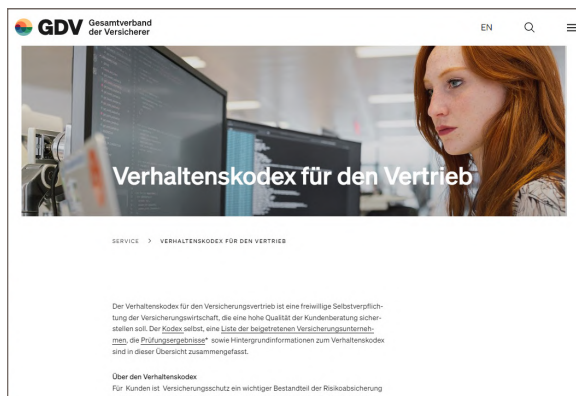 GDV Gesamtverband
der Versicherer
EN
Verhaltenskodex für den Vertrieb
SERVICE > VERHALTENSKODEX FÜR DEN VERTRIEB
Der Verhaltenskodex für den Versicherungsvertrieb ist eine freiwillige Selbstverpflich-
tung der Versicherungswirtschaft, die eine hohe Qualität der Kundenberatung sicher-
stellen soll. Der Kodex selbst, eine Liste der beigetretenen Versicherungsunterneh-
men, die Prüfungsergebnisse* sowie Hintergrundinformationen zum Verhaltenskodex
sind in dieser Übersicht zusammengefasst.
Über den Verhaltenskodex
Für Kunden ist Versicherungsschutz ein wichtiger Bestandteil der Risikoabsicherung